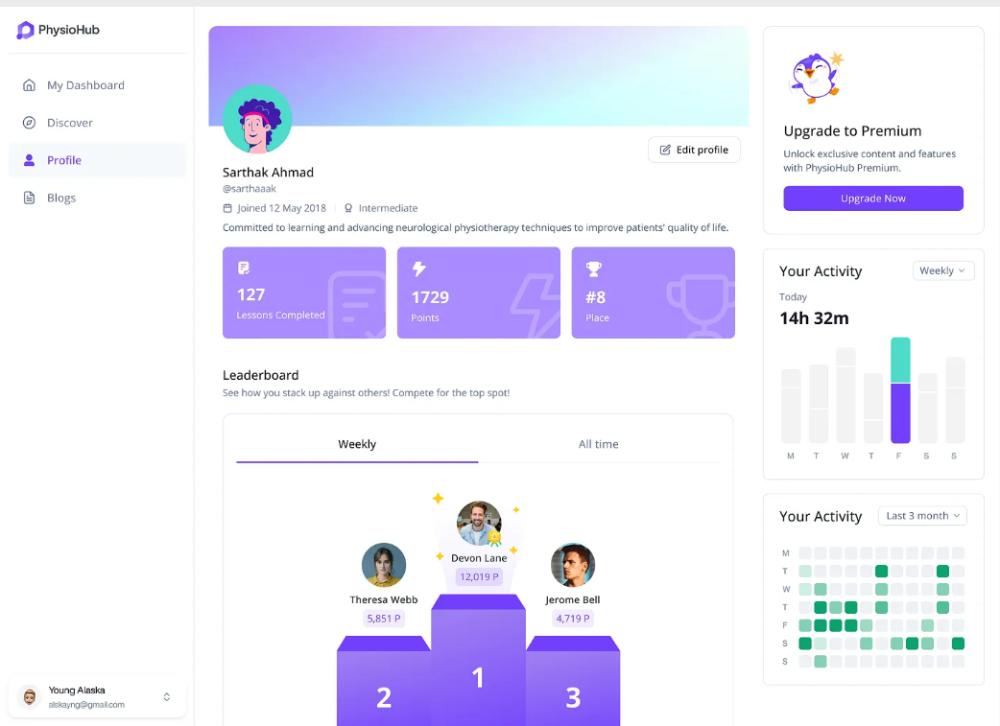 PhysioHub
My Dashboard
Discover
Profile
Blogs
Young Alaska
alskayng@gmail.com
Edit profile
Sarthak Ahmad
@sarthaaak
Joined 12 May 2018 Intermediate
Committed to learning and advancing neurological physiotherapy techniques to improve patients' quality of life.
127
Lessons Completed
1729
Points
#8
Place
Leaderboard
See how you stack up against others! Compete for the top spot!
Weekly All time
Devon Lane
12,019 P
Theresa Webb
5,851 P
Jerome Bell
4,719 P
2 1 3
Upgrade to Premium
Unlock exclusive content and features
with PhysioHub Premium.
Upgrade Now
Your Activity Weekly
Today
14h 32m
M T W T F S S
Your Activity Last 3 month
M
T
W
T
F
S
S